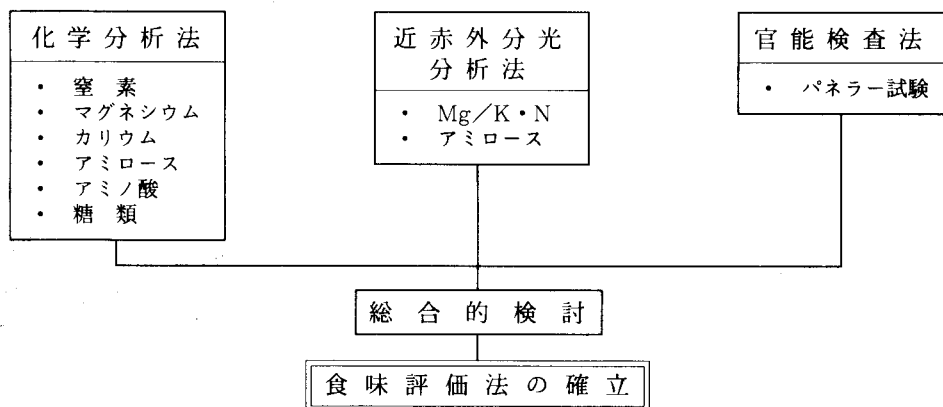 化学分析法
・ 窒素
・ マグネシウム
・ カリウム
・ アミロース
・ アミノ酸
・ 糖類
近赤外分光
分析法
・ Mg／K・N
・ アミロース
官能検査法
・ パネラー試験
総合的検討
食味評価法の確立